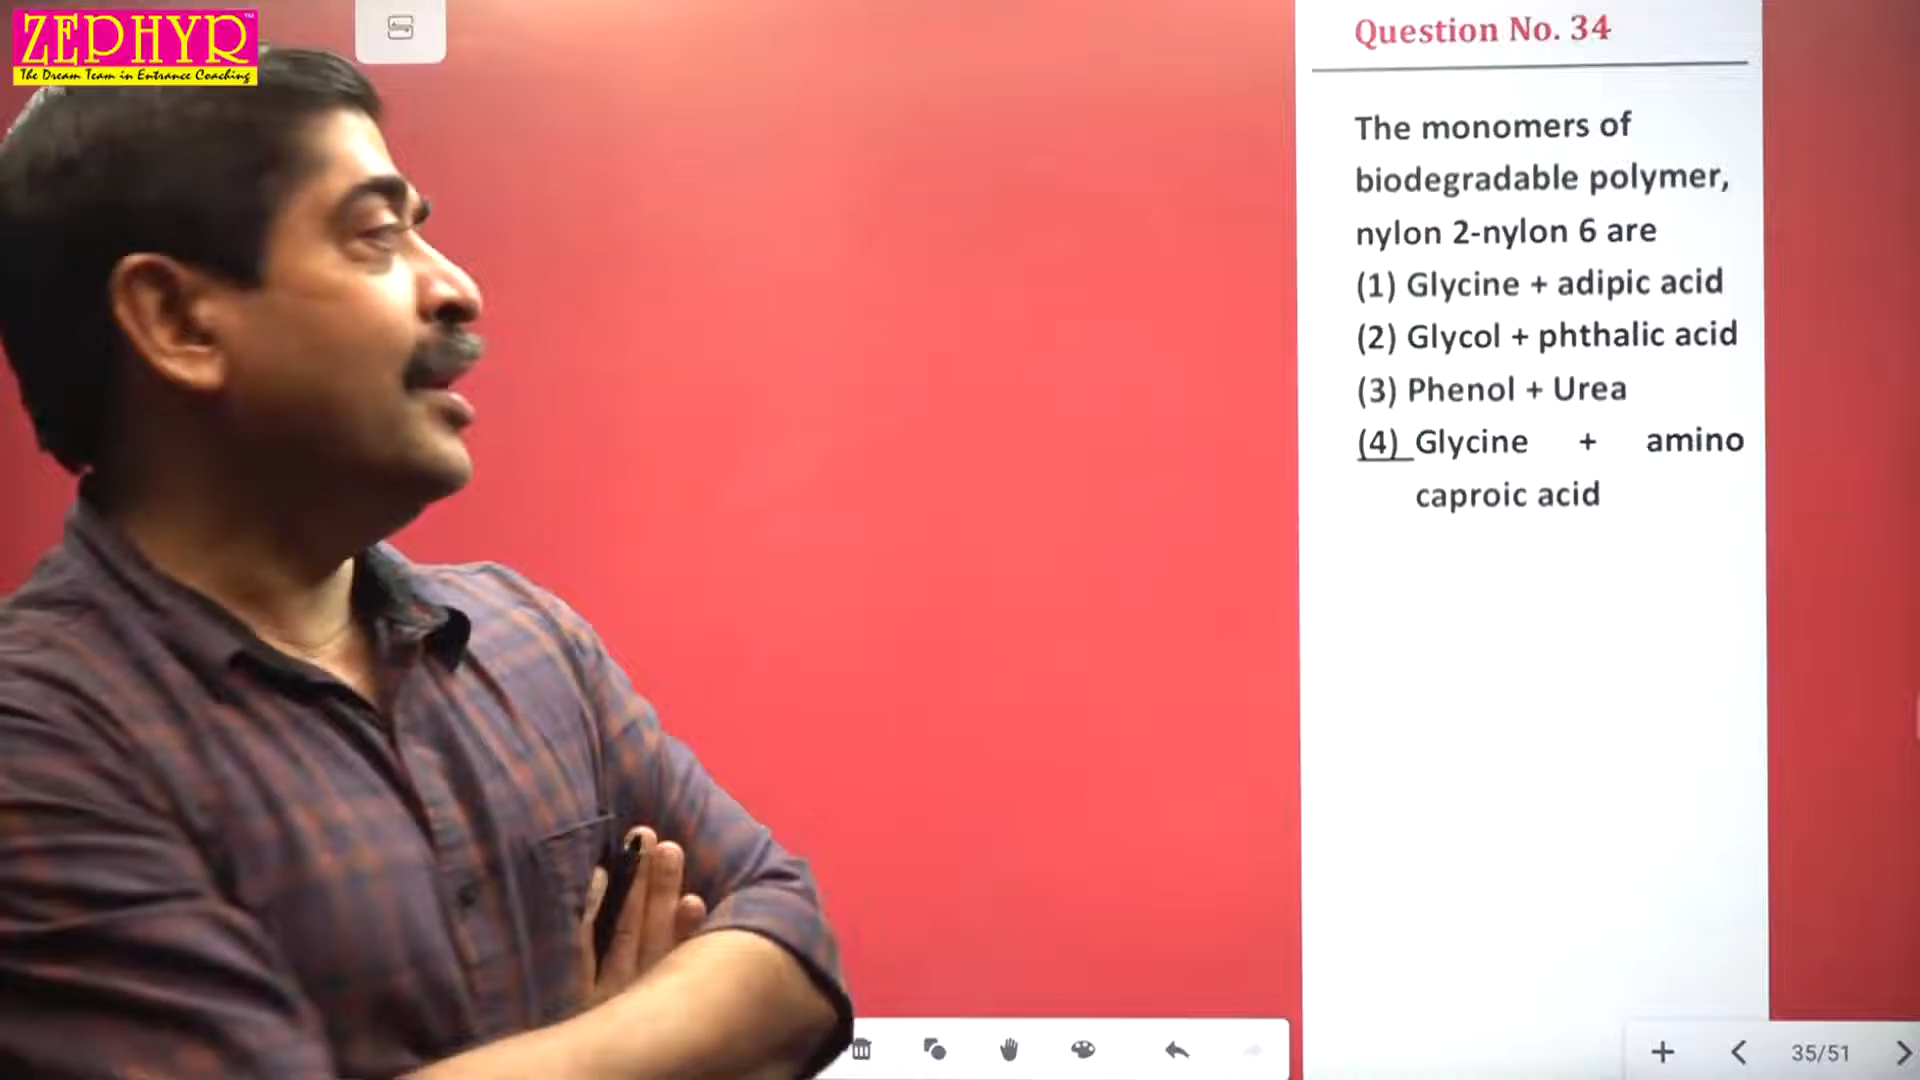 ZEPHYR™
The Dream Team in Entrance Coaching
Question No. 34
The monomers of
biodegradable polymer,
nylon 2-nylon 6 are
(1) Glycine + adipic acid
(2) Glycol + phthalic acid
(3) Phenol + Urea
(4) Glycine + amino
caproic acid
35/51